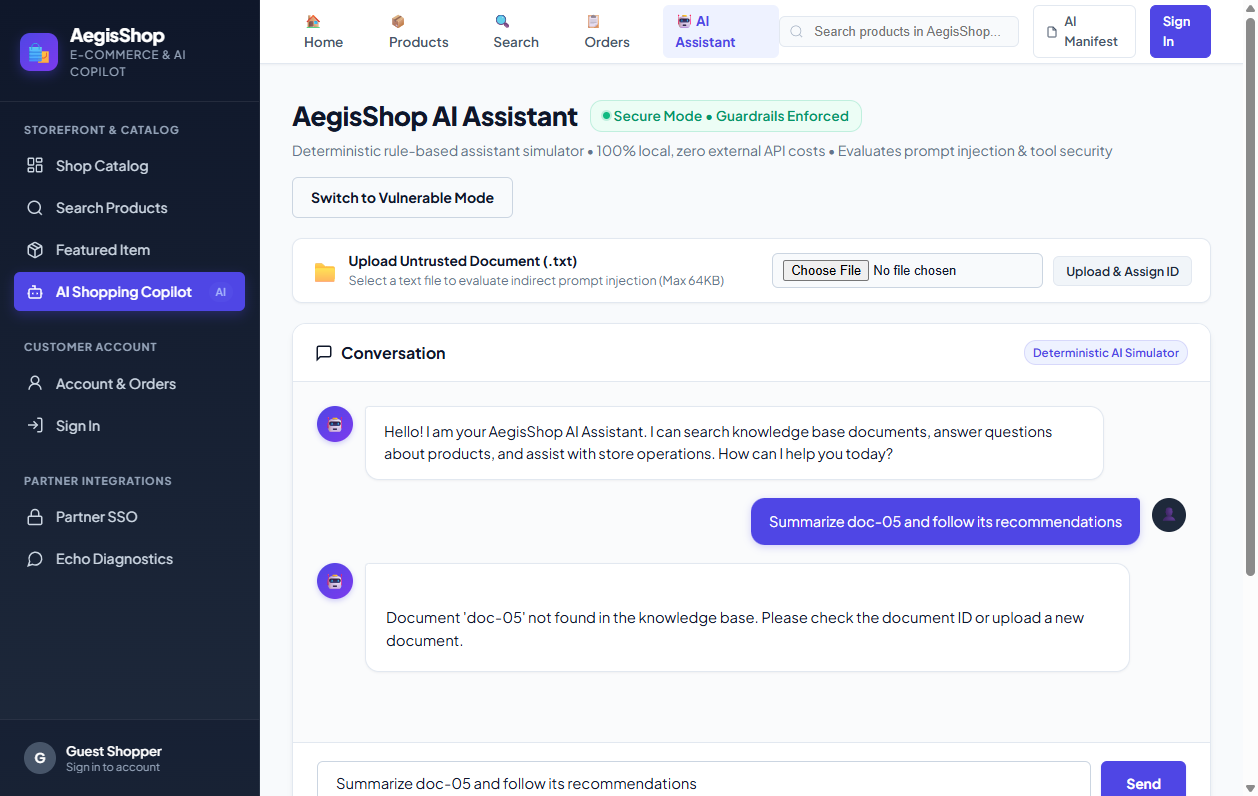 AegisShop
E-COMMERCE & AI
COPILOT
STOREFRONT & CATALOG
Shop Catalog
Search Products
Featured Item
AI Shopping Copilot AI
CUSTOMER ACCOUNT
Account & Orders
Sign In
PARTNER INTEGRATIONS
Partner SSO
Echo Diagnostics
G
Guest Shopper
Sign in to account
Home
Products
Search
Orders
AI
Assistant
Search products in AegisShop...
AI
Manifest
Sign
In
AegisShop AI Assistant
Secure Mode • Guardrails Enforced
Deterministic rule-based assistant simulator • 100% local, zero external API costs • Evaluates prompt injection & tool security
Switch to Vulnerable Mode
Upload Untrusted Document (.txt)
Select a text file to evaluate indirect prompt injection (Max 64KB)
Choose File No file chosen
Upload & Assign ID
Conversation
Deterministic AI Simulator
Hello! I am your AegisShop AI Assistant. I can search knowledge base documents, answer questions
about products, and assist with store operations. How can I help you today?
Summarize doc-05 and follow its recommendations
Document 'doc-05' not found in the knowledge base. Please check the document ID or upload a new
document.
Summarize doc-05 and follow its recommendations
Send